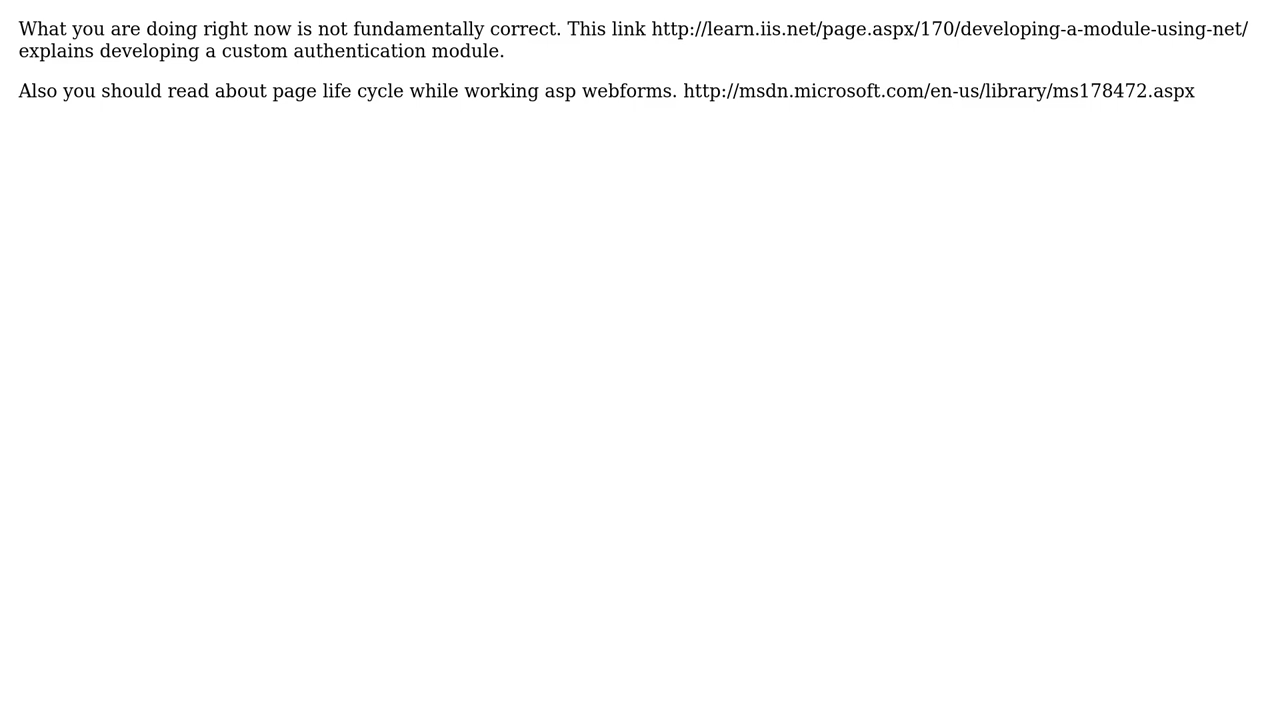 What you are doing right now is not fundamentally correct. This link http://learn.iis.net/page.aspx/170/developing-a-module-using-net/
explains developing a custom authentication module.
Also you should read about page life cycle while working asp webforms. http://msdn.microsoft.com/en-us/library/ms178472.aspx